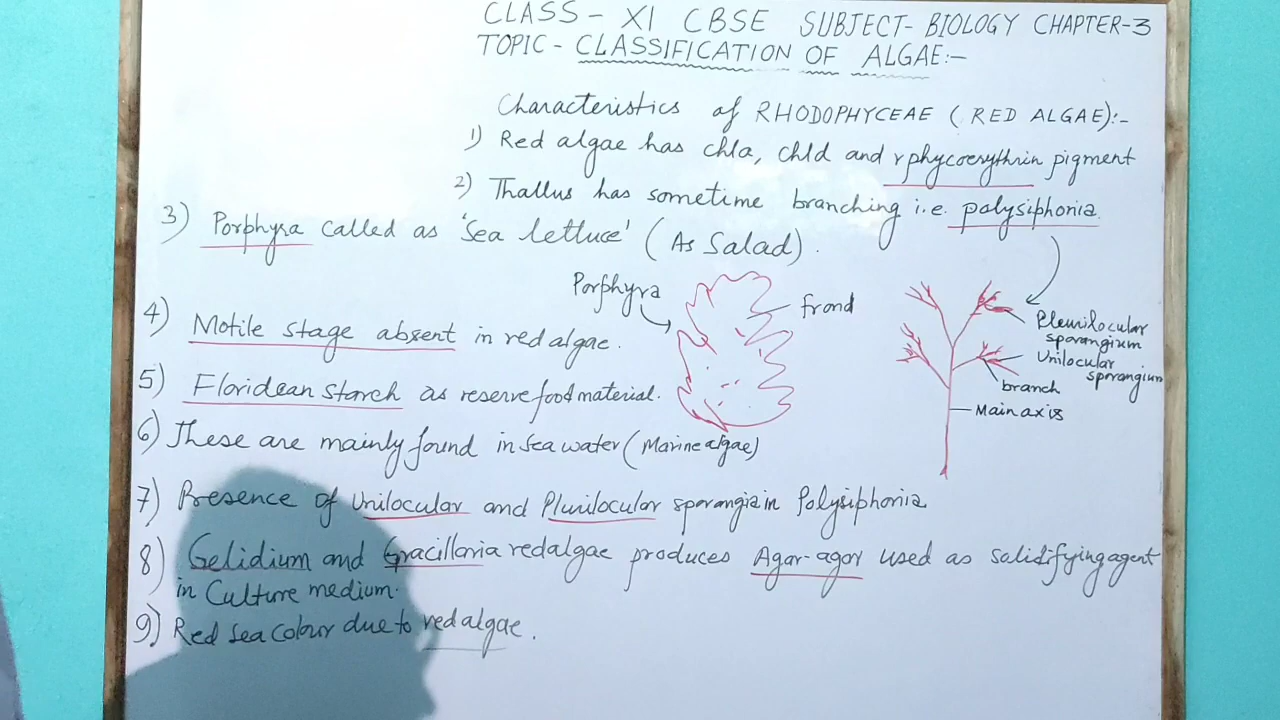 CLASS - XI CBSE SUBJECT- BIOLOGY CHAPTER-3
TOPIC - CLASSIFICATION OF ALGAE:-
Characteristics of RHODOPHYCEAE ( RED ALGAE):-
1) Red algae has chla, chld and r phycoerythrin pigment
2) Thallus has sometime branching i.e. polysiphonia.
3) Porphyra called as 'Sea lettuce' ( As Salad) .
Porphyra
frond
Plurilocular
sporangium
Unilocular
sporangium
branch
Main axis
4) Motile stage absent in red algae.
5) Floridean starch as reserve food material.
6) These are mainly found in sea water ( Marine algae)
7) Presence of Unilocular and Plurilocular sporangia in Polysiphonia
8) Gelidium and Gracillaria red algae produces Agar-agar used as solidifying agent
in Culture medium.
9) Red sea colour due to red algae.